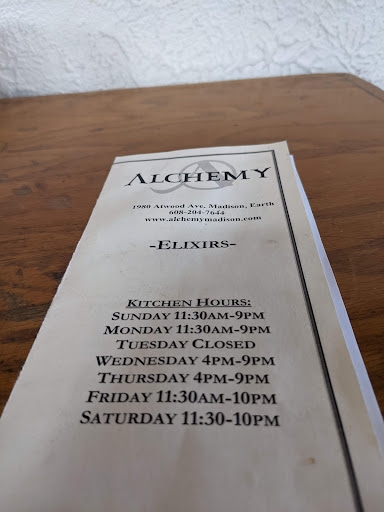 ALCHEMY
1980 Atwood Ave. Madison, Earth
608-204-7644
www.alchemymadison.com
-ELIXIRS-
KITCHEN HOURS:
SUNDAY 11:30AM-9PM
MONDAY 11:30AM-9PM
TUESDAY CLOSED
WEDNESDAY 4PM-9PM
THURSDAY 4PM-9PM
FRIDAY 11:30AM-10PM
SATURDAY 11:30-10PM